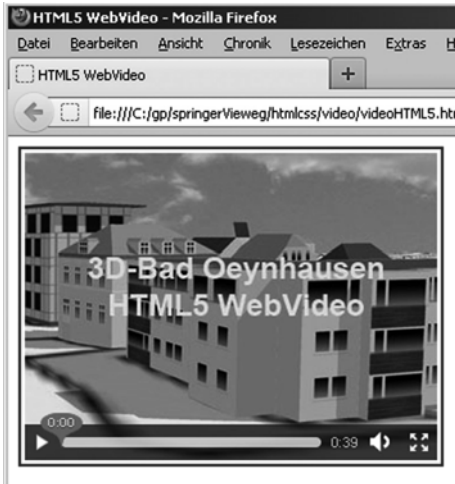 HTML5 WebVideo - Mozilla Firefox
Datei Bearbeiten Ansicht Chronik Lesezeichen Extras H
HTML5 WebVideo +
file:///C:/gp/springerVieweg/htmlcss/video/videoHTML5.htm
3D-Bad Oeynhausen
HTML5 WebVideo
0:00
0:39